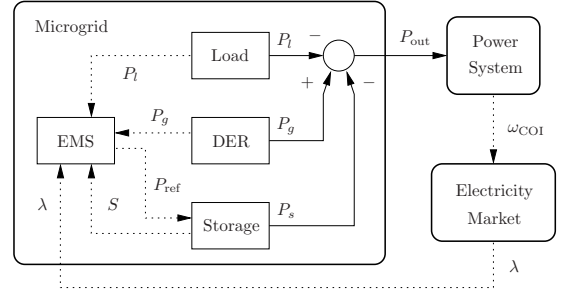 Microgrid
Load
P_l
−
P_out
Power
System
P_l
+
−
P_g
EMS
DER
P_g
ω_COI
P_ref
λ
S
Storage
P_s
Electricity
Market
λ